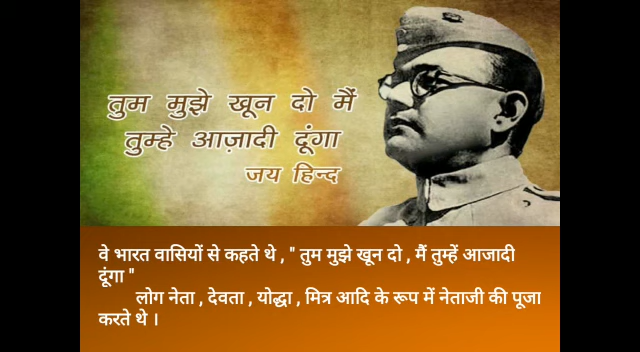 तुम मुझे खून दो मैं
तुम्हे आज़ादी दूंगा
जय हिन्द
वे भारत वासियों से कहते थे , " तुम मुझे खून दो , मैं तुम्हें आजादी
दूंगा "
लोग नेता , देवता , योद्धा , मित्र आदि के रूप में नेताजी की पूजा
करते थे ।